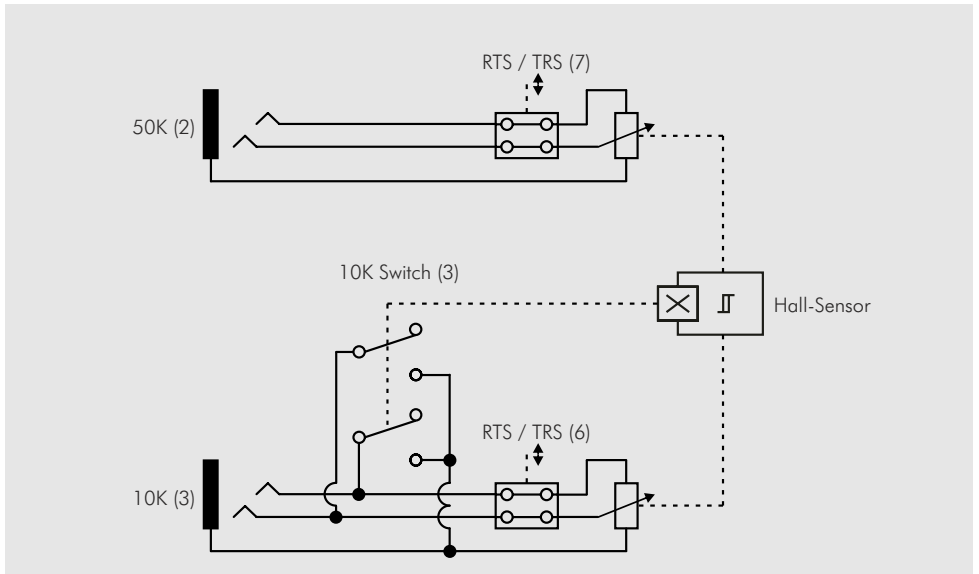 RTS / TRS (7)
50K (2)
10K Switch (3)
Hall-Sensor
RTS / TRS (6)
10K (3)